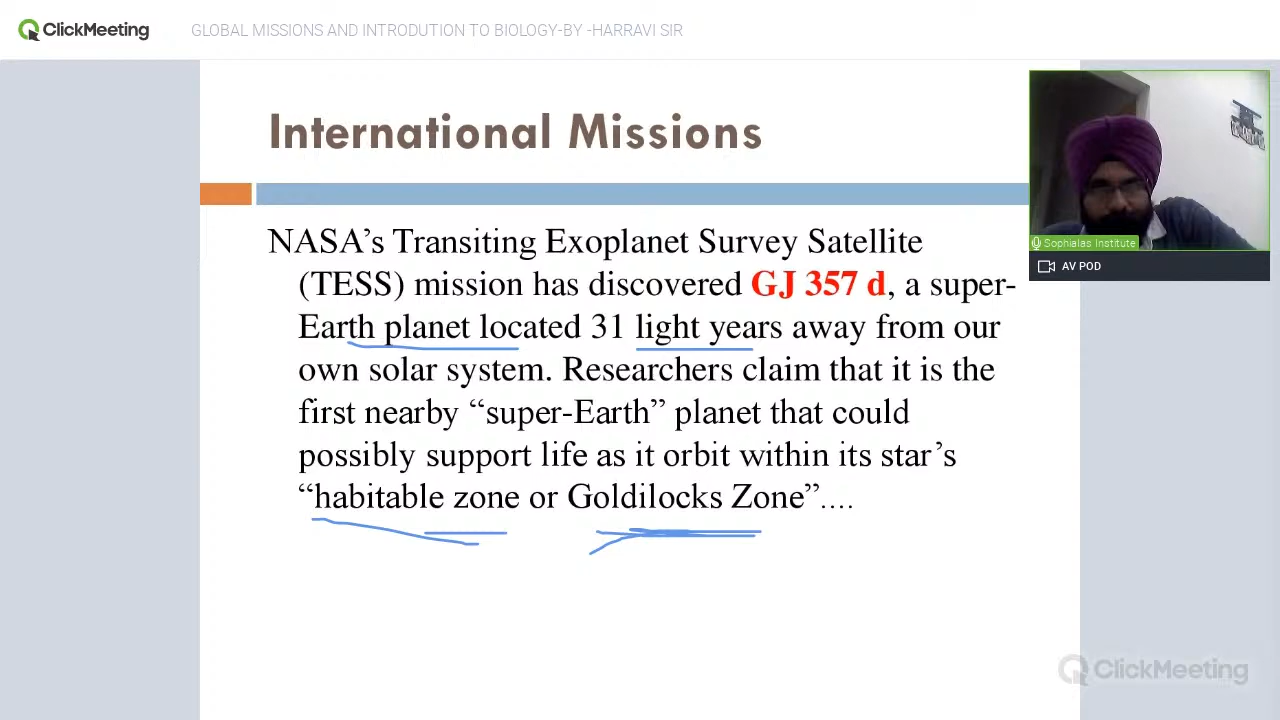 ClickMeeting
GLOBAL MISSIONS AND INTRODUTION TO BIOLOGY-BY -HARRAVI SIR
International Missions
NASA’s Transiting Exoplanet Survey Satellite
(TESS) mission has discovered GJ 357 d, a super-
Earth planet located 31 light years away from our
own solar system. Researchers claim that it is the
first nearby “super-Earth” planet that could
possibly support life as it orbit within its star’s
“habitable zone or Goldilocks Zone”....
Sophialas Institute
AV POD
ClickMeeting